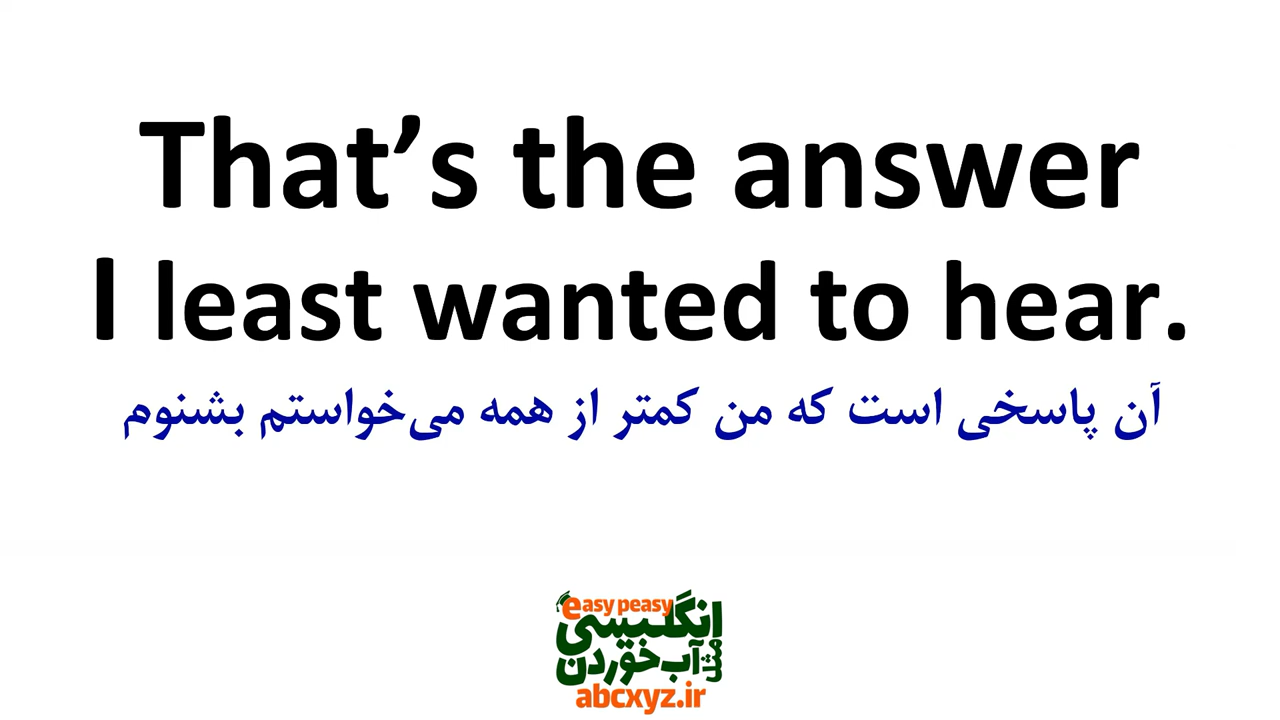 That’s the answer
I least wanted to hear.
آن پاسخی است که من کمتر از همه می‌خواستم بشنوم
easy peasy
انگلیسی
مثل آب خوردن
abcxyz.ir